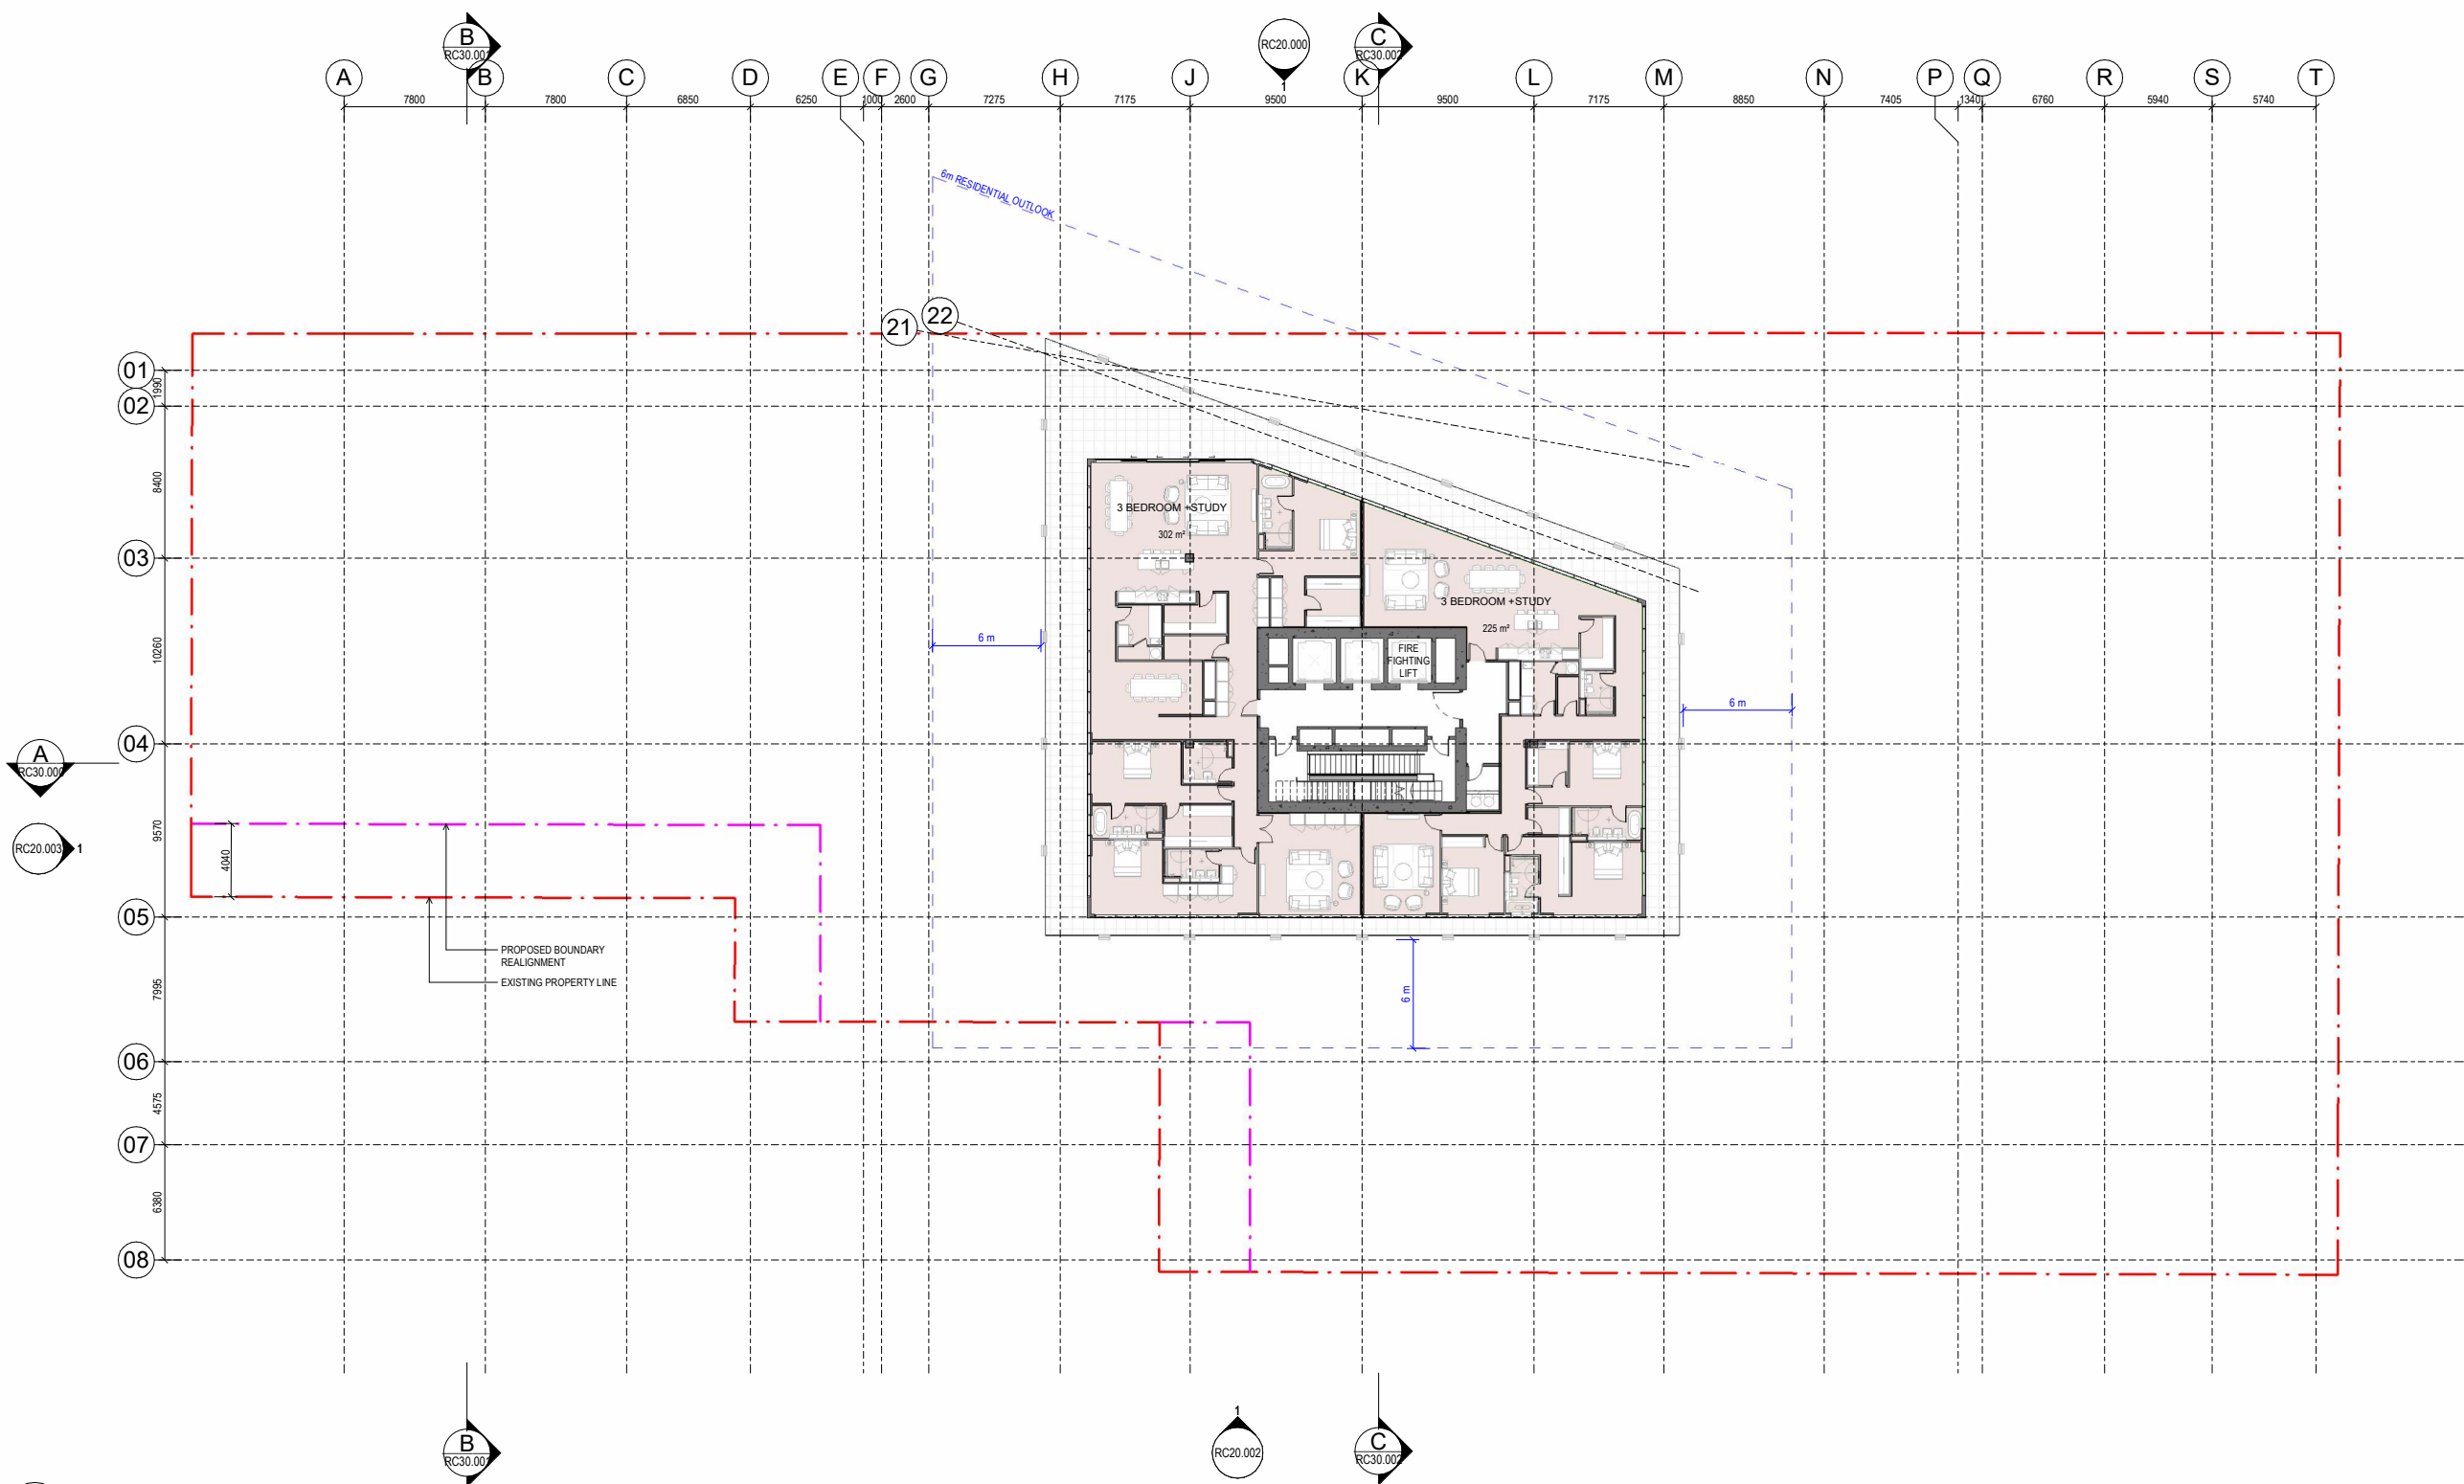 B
RC30.001
RC20.000
1
C
RC30.002
A
B
C
D
E
F
G
H
J
K
L
M
N
P
Q
R
S
T
7800
7800
6850
6250
1000
2600
7275
7175
9500
9500
7175
8850
7405
1340
6760
5940
5740
6m RESIDENTIAL OUTLOOK
21
22
01
1990
02
8400
03
10260
04
9570
05
7995
06
4575
07
6380
08
3 BEDROOM +STUDY
302 m²
3 BEDROOM +STUDY
225 m²
FIRE
FIGHTING
LIFT
6 m
6 m
6 m
A
RC30.000
RC20.003
1
4040
PROPOSED BOUNDARY
REALIGNMENT
EXISTING PROPERTY LINE
B
RC30.001
1
RC20.002
C
RC30.002